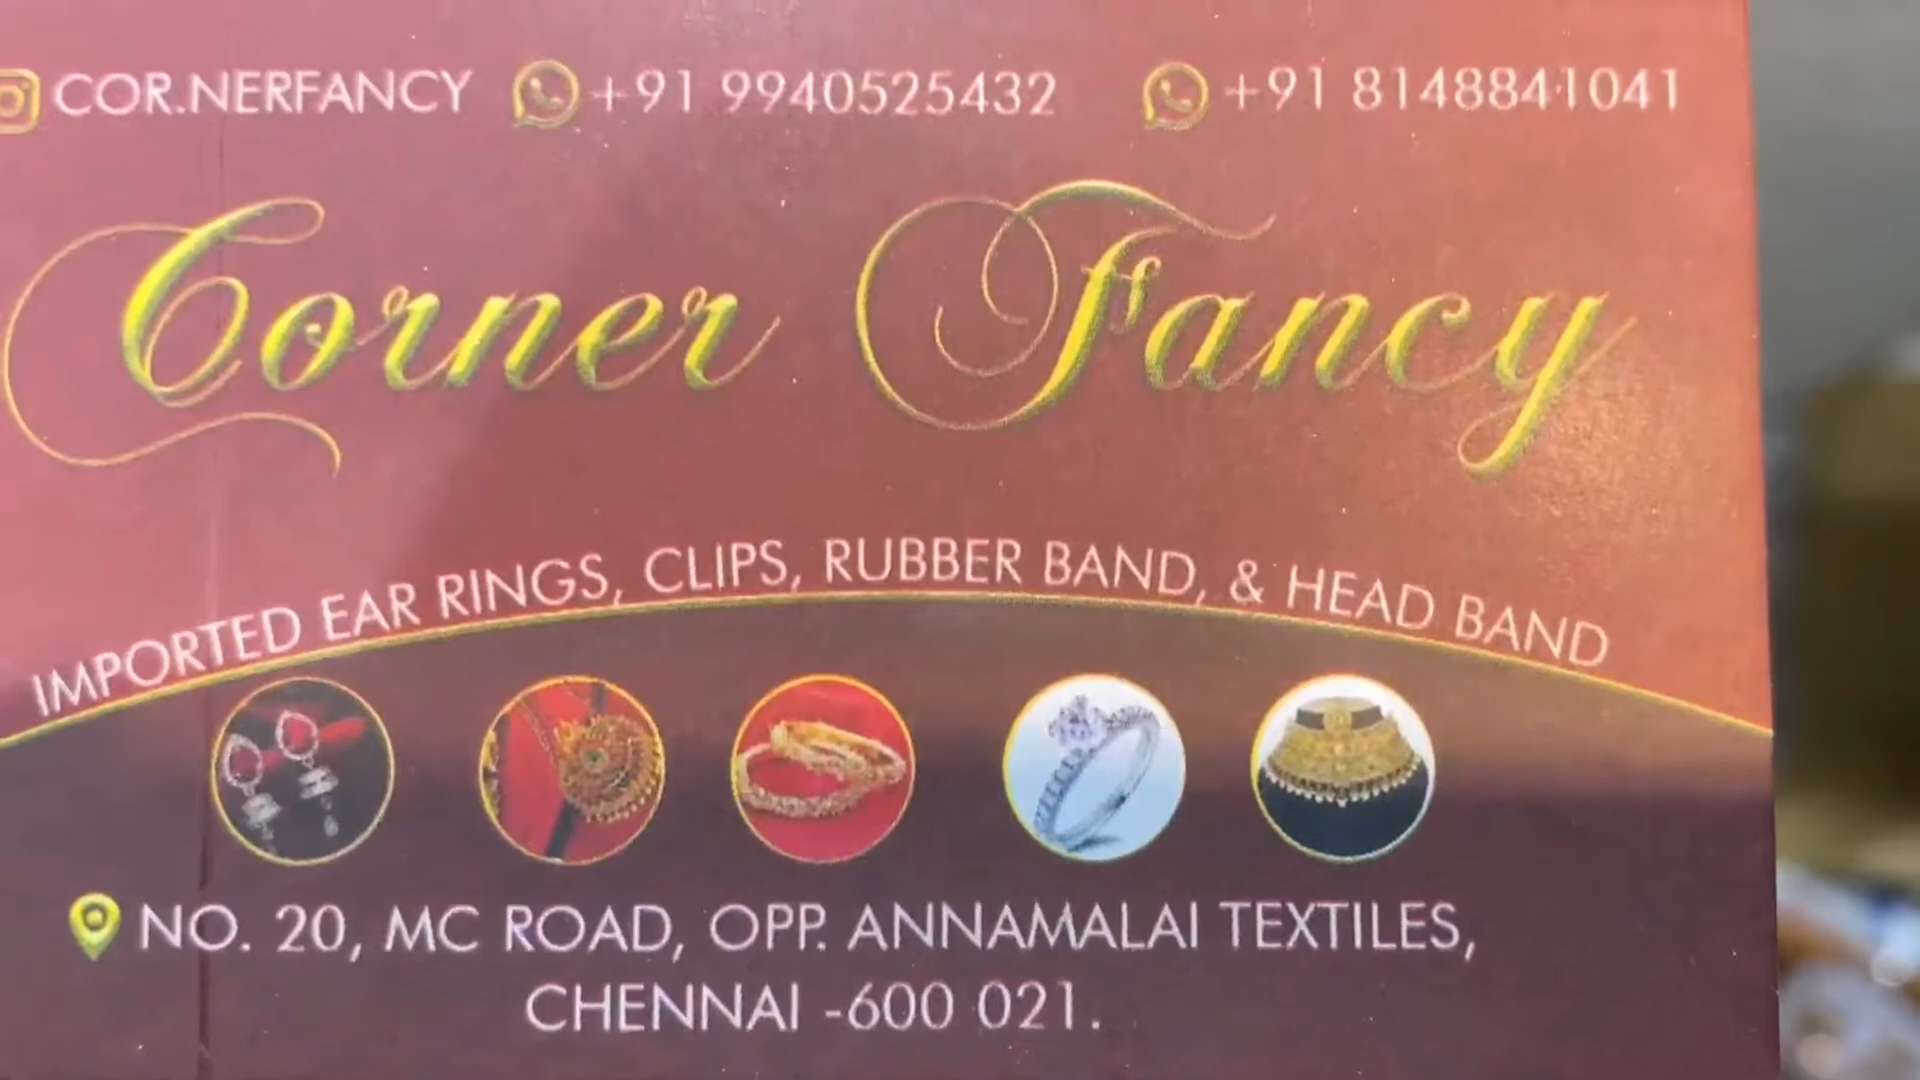 COR.NERFANCY +91 9940525432 +91 8148841041
Corner Fancy
IMPORTED EAR RINGS, CLIPS, RUBBER BAND, & HEAD BAND
NO. 20, MC ROAD, OPP. ANNAMALAI TEXTILES,
CHENNAI -600 021.